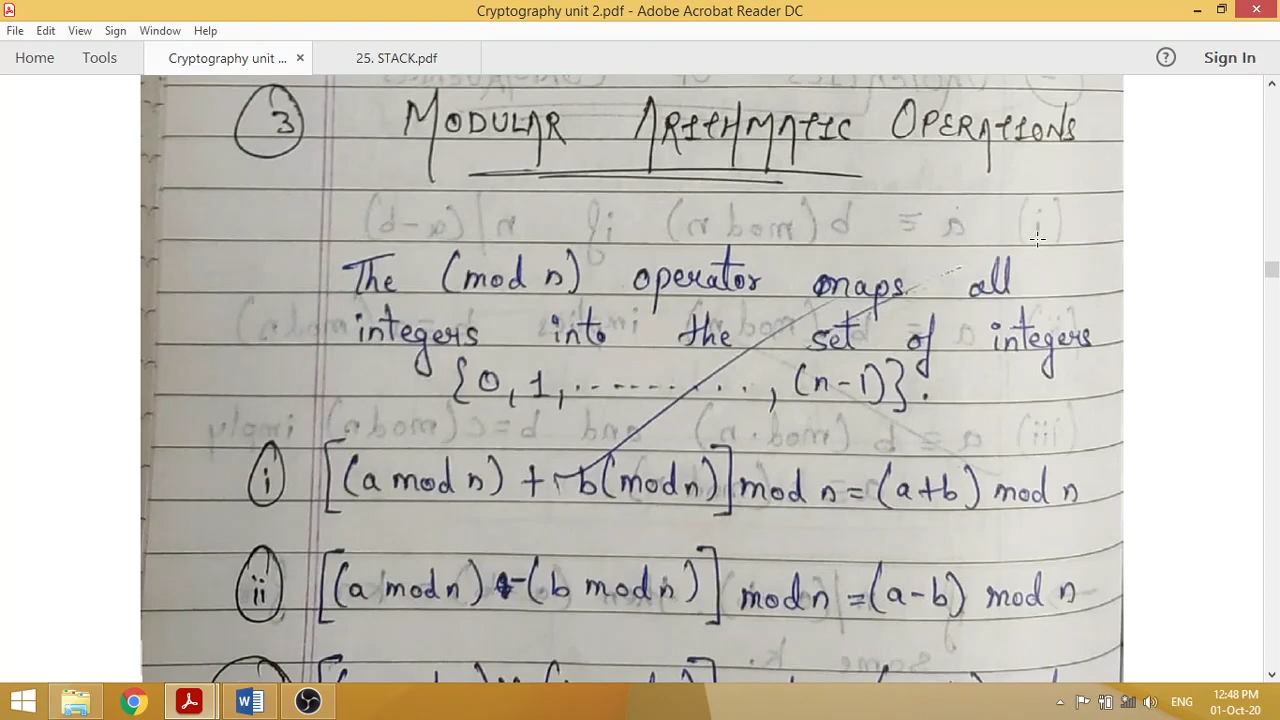 Cryptography unit 2.pdf - Adobe Acrobat Reader DC
File Edit View Sign Window Help
Home Tools Cryptography unit ... × 25. STACK.pdf ? Sign In
3 MODULAR ARITHMATIC OPERATIONS
The (mod n) operator maps all
integers into the set of integers
{0, 1, ..........., (n-1)}.
i [(a mod n) + b(mod n)] mod n = (a+b) mod n
ii [(a mod n) - (b mod n)] mod n = (a-b) mod n
ENG 12:48 PM
01-Oct-20